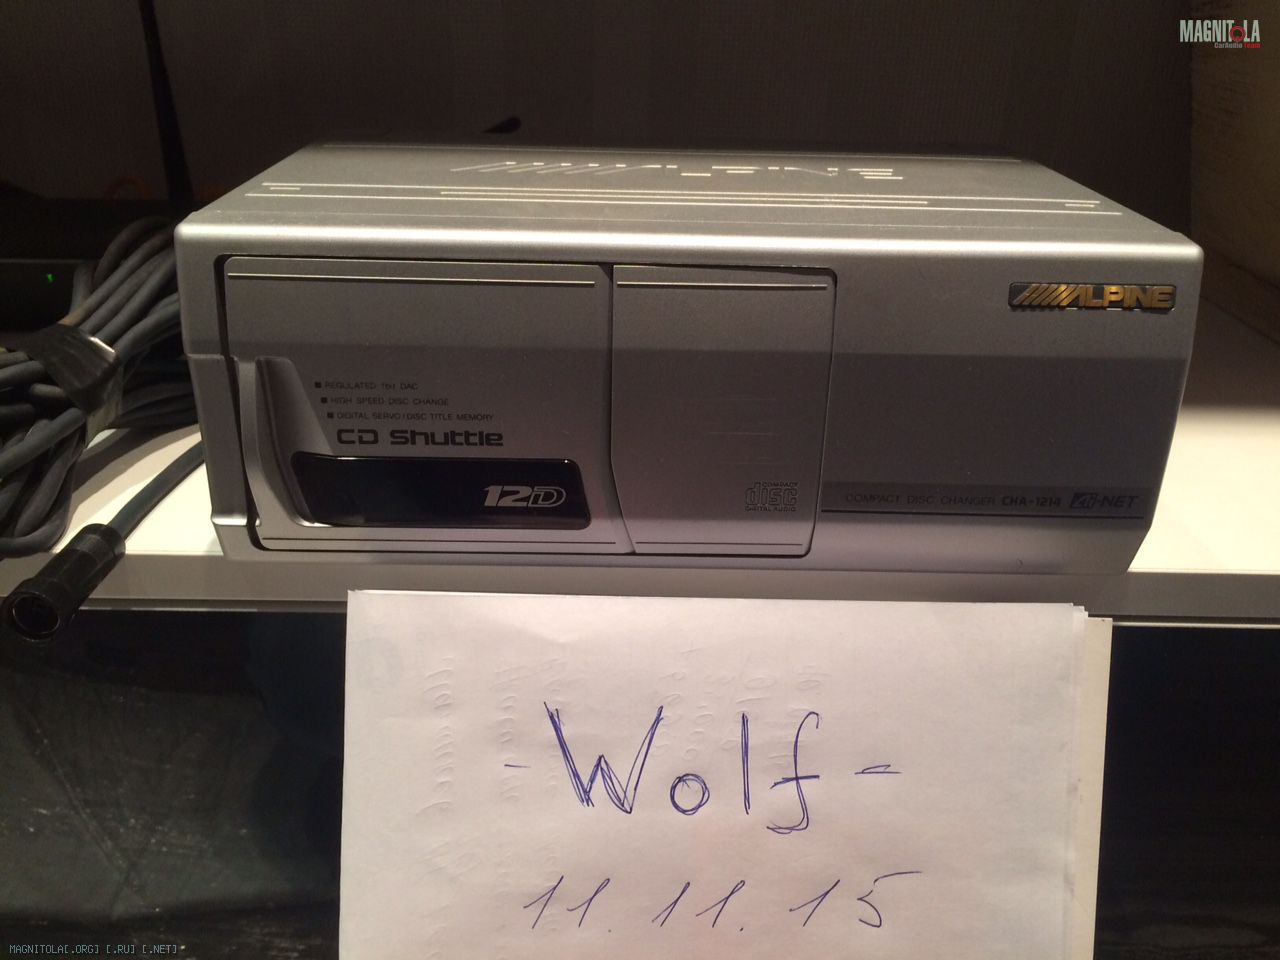 MAGNITOLA
CarAudio Team
ALPINE
ALPINE
REGULATED 1bit DAC
HIGH SPEED DISC CHANGE
DIGITAL SERVO/DISC TITLE MEMORY
CD Shuttle
12D
COMPACT
disc
DIGITAL AUDIO
COMPACT DISC CHANGER CHA-1214 Ai-NET
- Wolf -
11.11.15
MAGNITOLA[.ORG] [.RU] [.NET]